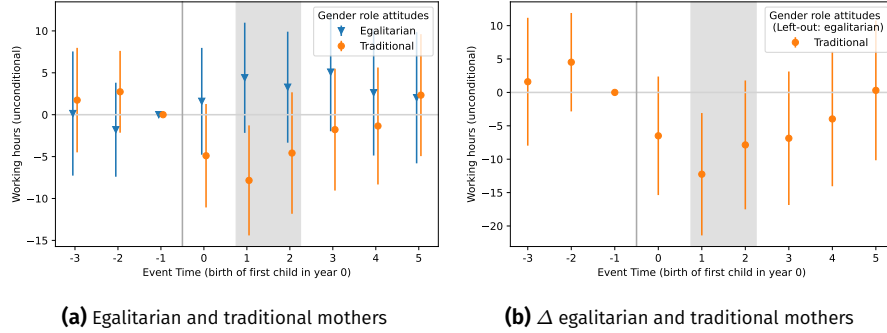 Gender role attitudes
Egalitarian
Traditional
Working hours (unconditional)
10
5
0
−5
−10
−15
-3
-2
-1
0
1
2
3
4
5
Event Time (birth of first child in year 0)
(a) Egalitarian and traditional mothers
Gender role attitudes
(Left-out: egalitarian)
Traditional
Working hours (unconditional)
10
5
0
−5
−10
−15
−20
-3
-2
-1
0
1
2
3
4
5
Event Time (birth of first child in year 0)
(b) Δ egalitarian and traditional mothers